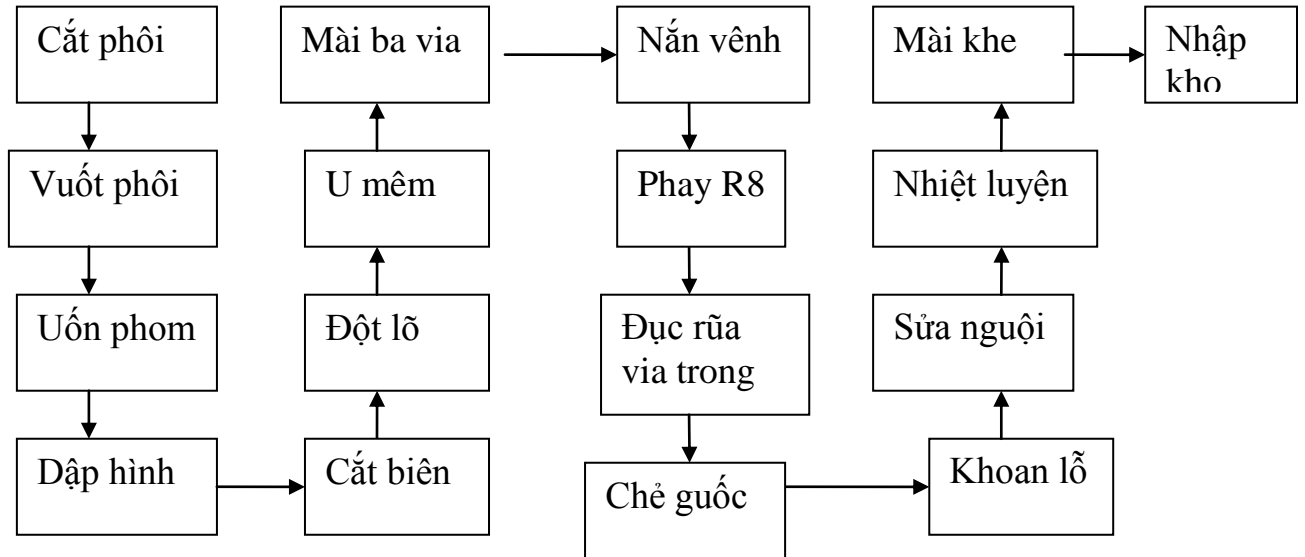 Cắt phôi
Vuốt phôi
Uốn phom
Dập hình
Cắt biên
Đột lõ
U mêm
Mài ba via
Nắn vênh
Phay R8
Đục rũa
via trong
Chẻ guốc
Khoan lỗ
Sửa nguội
Nhiệt luyện
Mài khe
Nhập
kho